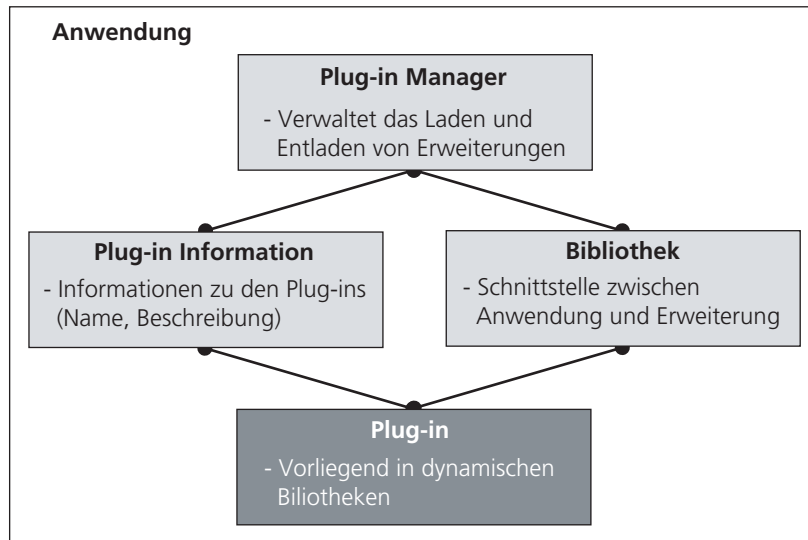 Anwendung
Plug-in Manager
- Verwaltet das Laden und
Entladen von Erweiterungen
Plug-in Information
- Informationen zu den Plug-ins
(Name, Beschreibung)
Bibliothek
- Schnittstelle zwischen
Anwendung und Erweiterung
Plug-in
- Vorliegend in dynamischen
Biliotheken